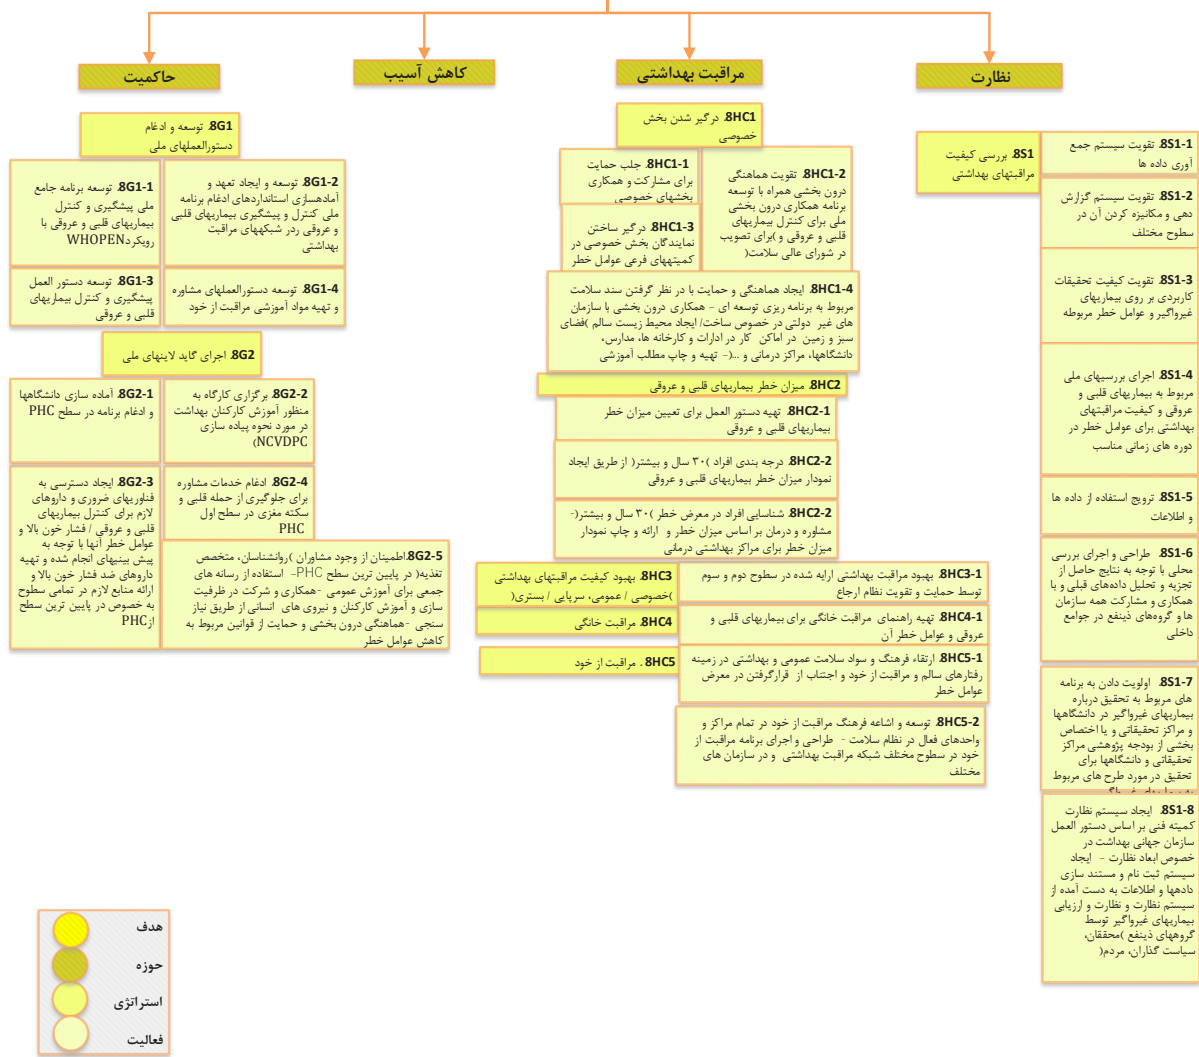 نظارت
مراقبت بهداشتی
کاهش آسیب
حاکمیت
8S1. بررسی کیفیت
مراقبتهای بهداشتی
8S1-1. تقویت سیستم جمع
آوری داده ها
8S1-2. تقویت سیستم گزارش
دهی و مکانیزه کردن آن در
سطوح مختلف
8S1-3. تقویت کیفیت تحقیقات
کاربردی بر روی بیماریهای
غیرواگیر و عوامل خطر مربوطه
8S1-4. اجرای بررسیهای ملی
مربوط به بیماریهای قلبی و
عروقی و کیفیت مراقبتهای
بهداشتی برای عوامل خطر در
دوره های زمانی مناسب
8S1-5. ترویج استفاده از داده ها
و اطلاعات
8S1-6. طراحی و اجرای بررسی
محلی با توجه به نتایج حاصل از
تجزیه و تحلیل دادههای قبلی و با
همکاری و مشارکت همه سازمان
ها و گروههای ذینفع در جوامع
داخلی
8S1-7. اولویت دادن به برنامه
های مربوط به تحقیق درباره
بیماریهای غیرواگیر در دانشگاهها
و مراکز تحقیقاتی و یا اختصاص
بخشی از بودجه پژوهشی مراکز
تحقیقاتی و دانشگاهها برای
تحقیق در مورد طرح های مربوط
8S1-8. ایجاد سیستم نظارت
کمیته فنی بر اساس دستور العمل
سازمان جهانی بهداشت در
خصوص ابعاد نظارت - ایجاد
سیستم ثبت نام و مستند سازی
دادهها و اطلاعات به دست آمده از
سیستم نظارت و نظارت و ارزیابی
بیماریهای غیرواگیر توسط
گروههای ذینفع )محققان،
سیاست گذاران، مردم(
8HC1. درگیر شدن بخش
خصوصی
8HC1-1. جلب حمایت
برای مشارکت و همکاری
بخشهای خصوصی
8HC1-2. تقویت هماهنگی
درون بخشی همراه با توسعه
برنامه همکاری درون بخشی
ملی برای کنترل بیماریهای
قلبی و عروقی و )برای تصویب
در شورای عالی سلامت(
8HC1-3. درگیر ساختن
نمایندگان بخش خصوصی در
کمیتههای فرعی عوامل خطر
8HC1-4. ایجاد هماهنگی و حمایت با در نظر گرفتن سند سلامت
مربوط به برنامه ریزی توسعه ای - همکاری درون بخشی با سازمان
های غیر دولتی در خصوص ساخت/ ایجاد محیط زیست سالم )فضای
سبز و زمین در اماکن کار در ادارات و کارخانه ها، مدارس،
دانشگاهها، مراکز درمانی و ...(- تهیه و چاپ مطالب آموزشی
8HC2. میزان خطر بیماریهای قلبی و عروقی
8HC2-1. تهیه دستور العمل برای تعیین میزان خطر
بیماریهای قلبی و عروقی
8HC2-2. درجه بندی افراد )۳۰ سال و بیشتر( از طریق ایجاد
نمودار میزان خطر بیماریهای قلبی و عروقی
8HC2-2. شناسایی افراد در معرض خطر )۳۰ سال و بیشتر(-
مشاوره و درمان بر اساس میزان خطر و ارائه و چاپ نمودار
میزان خطر برای مراکز بهداشتی درمانی
8HC3. بهبود کیفیت مراقبتهای بهداشتی
)خصوصی / عمومی، سرپایی / بستری(
8HC3-1. بهبود مراقبت بهداشتی ارایه شده در سطوح دوم و سوم
توسط حمایت و تقویت نظام ارجاع
8HC4. مراقبت خانگی
8HC4-1. تهیه راهنمای مراقبت خانگی برای بیماریهای قلبی و
عروقی و عوامل خطر آن
8HC5 . مراقبت از خود
8HC5-1. ارتقاء فرهنگ و سواد سلامت عمومی و بهداشتی در زمینه
رفتارهای سالم و مراقبت از خود و اجتناب از قرارگرفتن در معرض
عوامل خطر
8HC5-2. توسعه و اشاعه فرهنگ مراقبت از خود در تمام مراکز و
واحدهای فعال در نظام سلامت - طراحی و اجرای برنامه مراقبت از
خود در سطوح مختلف شبکه مراقبت بهداشتی و در سازمان های
مختلف
8G1. توسعه و ادغام
دستورالعملهای ملی
8G1-1. توسعه برنامه جامع
ملی پیشگیری و کنترل
بیماریهای قلبی و عروقی با
رویکردWHOPEN
8G1-2. توسعه و ایجاد تعهد و
آمادهسازی استانداردهای ادغام برنامه
ملی کنترل و پیشگیری بیماریهای قلبی
و عروقی ردر شبکههای مراقبت
بهداشتی
8G1-3. توسعه دستور العمل
پیشگیری و کنترل بیماریهای
قلبی و عروقی
8G1-4. توسعه دستورالعملهای مشاوره
و تهیه مواد آموزشی مراقبت از خود
8G2. اجرای گاید لاینهای ملی
8G2-1. آماده سازی دانشگاهها
و ادغام برنامه در سطح PHC
8G2-2. برگزاری کارگاه به
منظور آموزش کارکنان بهداشت
در مورد نحوه پیاده سازی
(NCVDPC
8G2-3. ایجاد دسترسی به
فناوریهای ضروری و داروهای
لازم برای کنترل بیماریهای
قلبی و عروقی / فشار خون بالا و
عوامل خطر آنها با توجه به
پیش بینیهای انجام شده و تهیه
داروهای ضد فشار خون بالا و
ارائه منابع لازم در تمامی سطوح
به خصوص در پایین ترین سطح
ازPHC
8G2-4. ادغام خدمات مشاوره
برای جلوگیری از حمله قلبی و
سکته مغزی در سطح اول
PHC
8G2-5.اطمینان از وجود مشاوران )روانشناسان، متخصص
تغذیه( در پایین ترین سطح PHC- استفاده از رسانه های
جمعی برای آموزش عمومی -همکاری و شرکت در ظرفیت
سازی و آموزش کارکنان و نیروی های انسانی از طریق نیاز
سنجی -هماهنگی درون بخشی و حمایت از قوانین مربوط به
کاهش عوامل خطر
هدف
حوزه
استراتژی
فعالیت